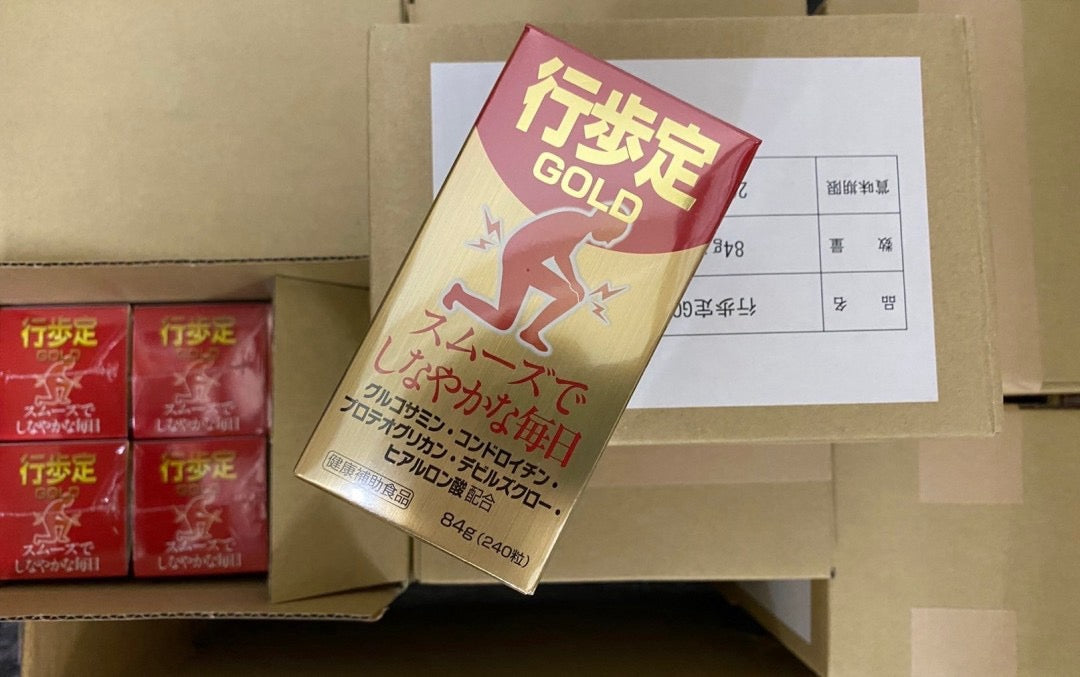 行歩定
GOLD
スムーズで
しなやかな毎日
グルコサミン・コンドロイチン・
プロテオグリカン・デビルズクロー・
ヒアルロン酸 配合
健康補助食品
84g(240粒)
品 名 行歩定GO
数 量 84g
賞味期限 2
行歩定
GOLD
スムーズで
しなやかな毎日
行歩定
GOLD
スムーズで
しなやかな毎日
行歩定
GOLD
スムーズで
しなやかな毎日
行歩定
GOLD
スムーズで
しなやかな毎日